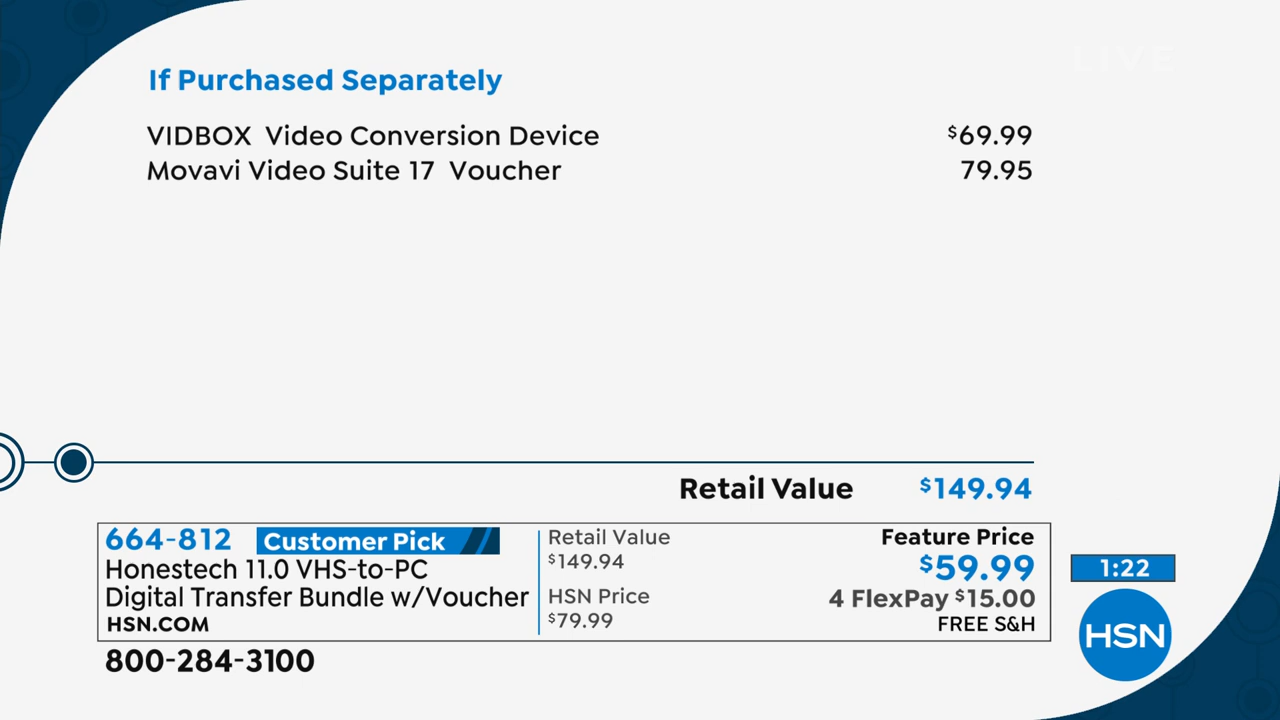 LIVE
If Purchased Separately
VIDBOX Video Conversion Device $69.99
Movavi Video Suite 17 Voucher 79.95
Retail Value $149.94
664-812 Customer Pick
Honestech 11.0 VHS-to-PC
Digital Transfer Bundle w/Voucher
HSN.COM
Retail Value
$149.94
HSN Price
$79.99
Feature Price
$59.99
4 FlexPay $15.00
FREE S&H
1:22
HSN
800-284-3100